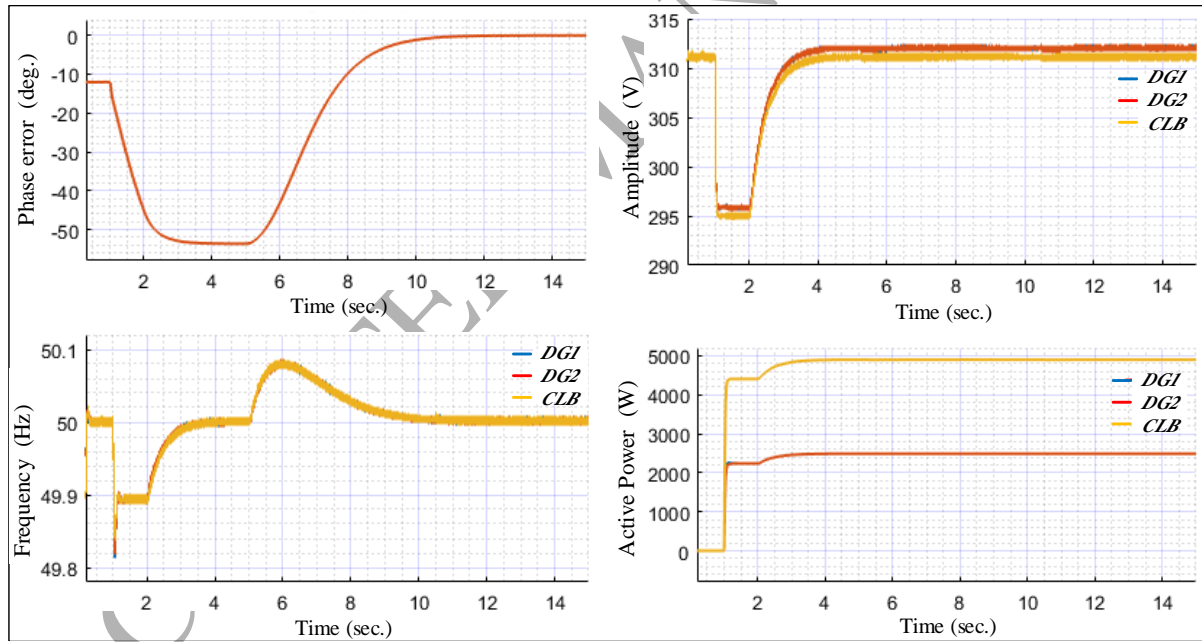 Phase error (deg.)
0
-10
-20
-30
-40
-50
2 4 6 8 10 12 14
Time (sec.)
Amplitude (V)
315
310
305
300
295
290
DG1
DG2
CLB
2 4 6 8 10 12 14
Time (sec.)
Frequency (Hz)
50.1
50
49.9
49.8
DG1
DG2
CLB
2 4 6 8 10 12 14
Time (sec.)
Active Power (W)
5000
4000
3000
2000
1000
0
DG1
DG2
CLB
2 4 6 8 10 12 14
Time (sec.)